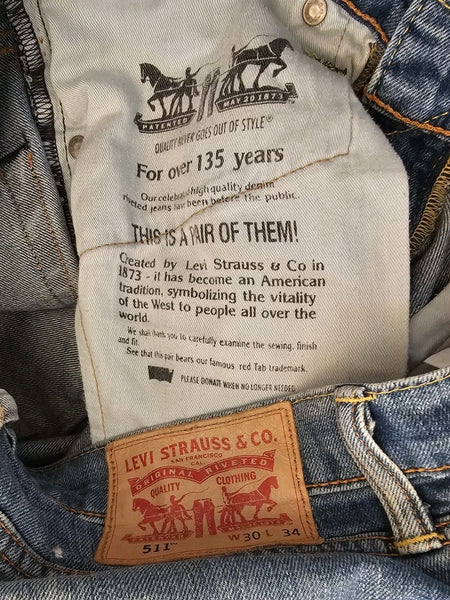 PATENTED MAY 20 1873
QUALITY NEVER GOES OUT OF STYLE®
For over 135 years
Our celebrated high quality denim
riveted jeans have been before the public.
THIS IS A PAIR OF THEM!
Created by Levi Strauss & Co in
1873 - it has become an American
tradition, symbolizing the vitality
of the West to people all over the
world.
We shall thank you to carefully examine the sewing, finish
and fit.
See that this pair bears our famous red Tab trademark.
PLEASE DONATE WHEN NO LONGER NEEDED
LEVI STRAUSS & CO.
SAN FRANCISCO
CAL.
ORIGINAL RIVETED
QUALITY CLOTHING
511™ W 30 L 34